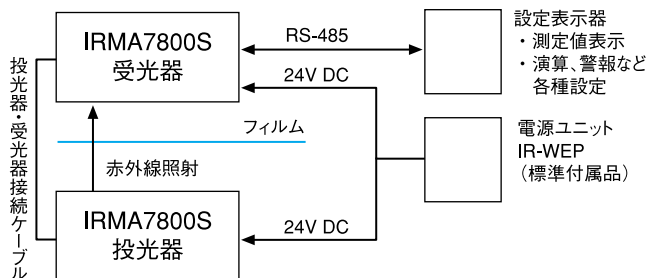 IRMA7800S
受光器
RS-485
24V DC
設定表示器
・測定値表示
・演算、警報など
各種設定
投光器・受光器接続ケーブル
フィルム
赤外線照射
電源ユニット
IR-WEP
（標準付属品）
IRMA7800S
投光器
24V DC